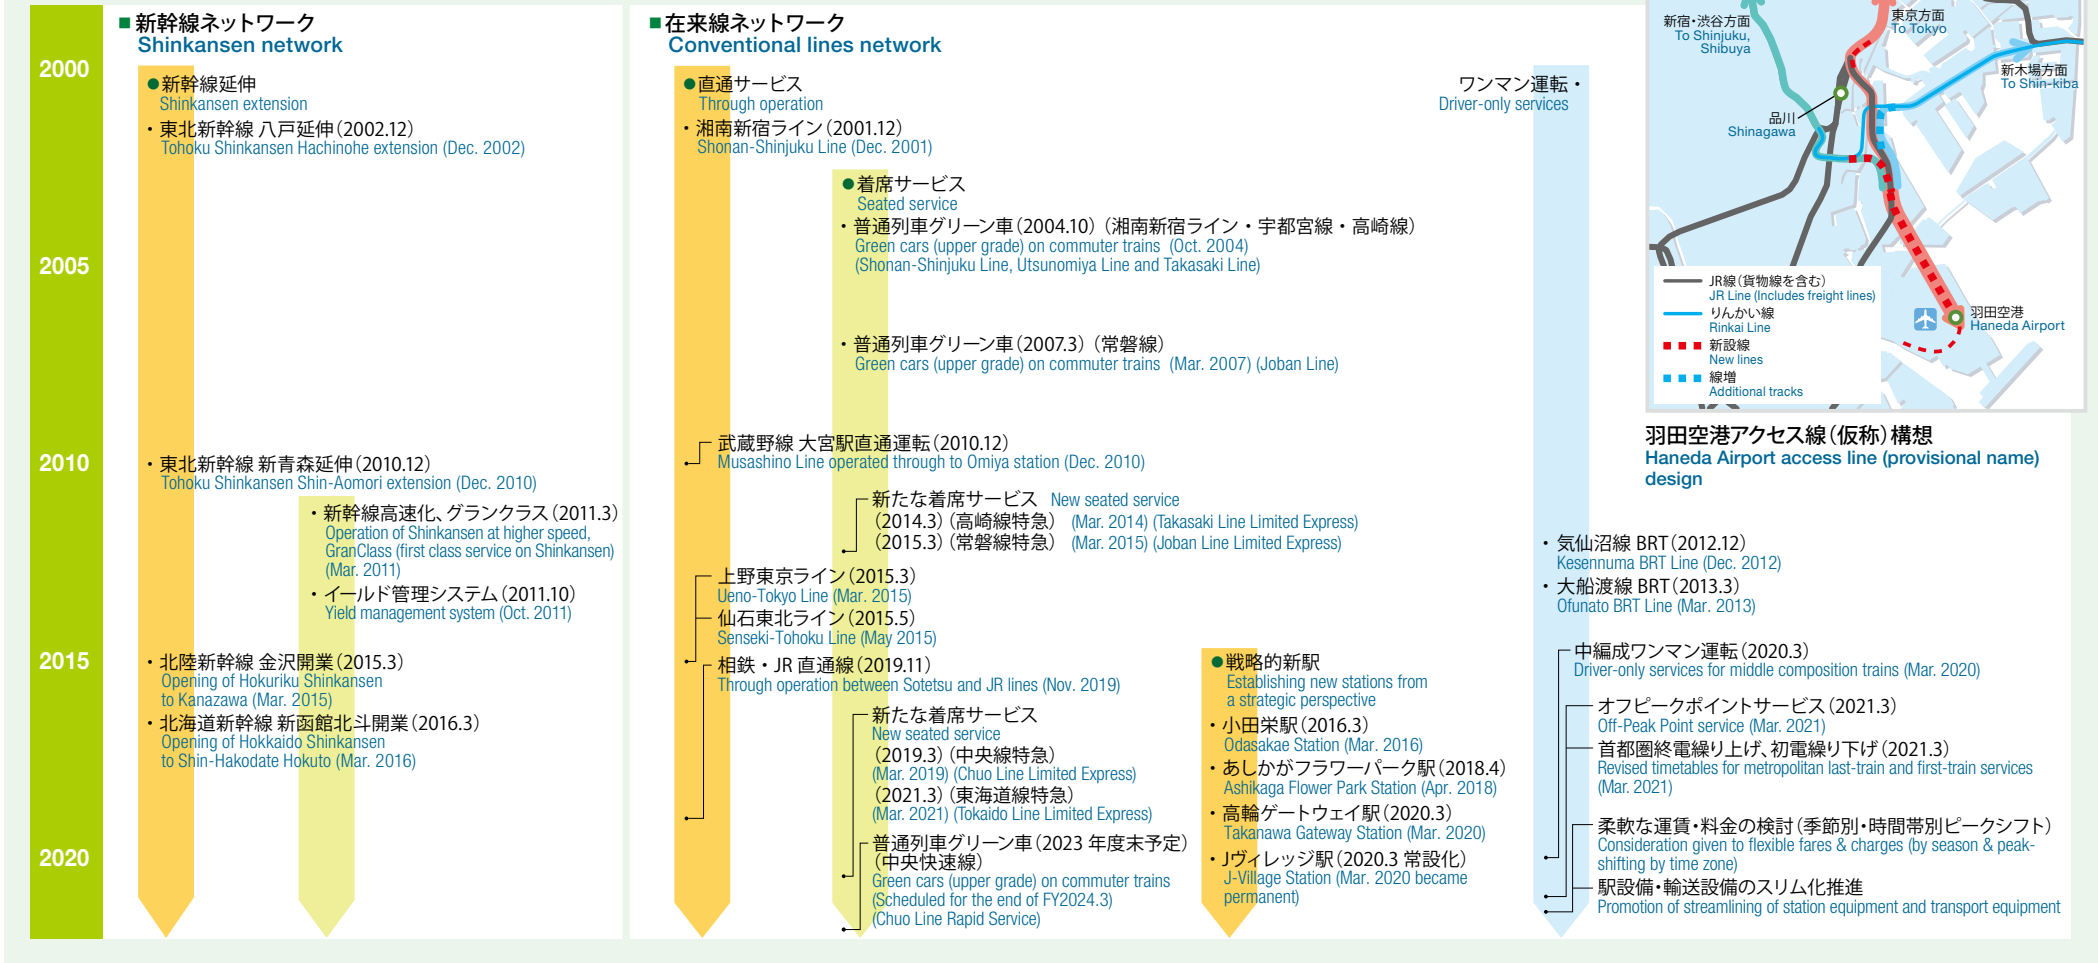 2000
2005
2010
2015
2020
■新幹線ネットワーク
Shinkansen network
●新幹線延伸
Shinkansen extension
・東北新幹線 八戸延伸（2002.12）
Tohoku Shinkansen Hachinohe extension (Dec. 2002)
・東北新幹線 新青森延伸（2010.12）
Tohoku Shinkansen Shin-Aomori extension (Dec. 2010)
・新幹線高速化、グランクラス（2011.3）
Operation of Shinkansen at higher speed,
GranClass (first class service on Shinkansen)
(Mar. 2011)
・イールド管理システム（2011.10）
Yield management system (Oct. 2011)
・北陸新幹線 金沢開業（2015.3）
Opening of Hokuriku Shinkansen
to Kanazawa (Mar. 2015)
・北海道新幹線 新函館北斗開業（2016.3）
Opening of Hokkaido Shinkansen
to Shin-Hakodate Hokuto (Mar. 2016)
■在来線ネットワーク
Conventional lines network
●直通サービス
Through operation
・湘南新宿ライン（2001.12）
Shonan-Shinjuku Line (Dec. 2001)
●着席サービス
Seated service
・普通列車グリーン車（2004.10）（湘南新宿ライン・宇都宮線・高崎線）
Green cars (upper grade) on commuter trains (Oct. 2004)
(Shonan-Shinjuku Line, Utsunomiya Line and Takasaki Line)
・普通列車グリーン車（2007.3）（常磐線）
Green cars (upper grade) on commuter trains (Mar. 2007) (Joban Line)
武蔵野線 大宮駅直通運転（2010.12）
Musashino Line operated through to Omiya station (Dec. 2010)
新たな着席サービス New seated service
（2014.3）（高崎線特急） (Mar. 2014) (Takasaki Line Limited Express)
（2015.3）（常磐線特急） (Mar. 2015) (Joban Line Limited Express)
上野東京ライン（2015.3）
Ueno-Tokyo Line (Mar. 2015)
仙石東北ライン（2015.5）
Senseki-Tohoku Line (May 2015)
相鉄・JR 直通線（2019.11）
Through operation between Sotetsu and JR lines (Nov. 2019)
新たな着席サービス
New seated service
（2019.3）（中央線特急）
(Mar. 2019) (Chuo Line Limited Express)
（2021.3）（東海道線特急）
(Mar. 2021) (Tokaido Line Limited Express)
普通列車グリーン車（2023 年度末予定）
（中央快速線）
Green cars (upper grade) on commuter trains
(Scheduled for the end of FY2024.3)
(Chuo Line Rapid Service)
●戦略的新駅
Establishing new stations from
a strategic perspective
・小田栄駅（2016.3）
Odasakae Station (Mar. 2016)
・あしかがフラワーパーク駅（2018.4）
Ashikaga Flower Park Station (Apr. 2018)
・高輪ゲートウェイ駅（2020.3）
Takanawa Gateway Station (Mar. 2020)
・Jヴィレッジ駅（2020.3 常設化）
J-Village Station (Mar. 2020 became
permanent)
ワンマン運転・
Driver-only services
・気仙沼線 BRT（2012.12）
Kesennuma BRT Line (Dec. 2012)
・大船渡線 BRT（2013.3）
Ofunato BRT Line (Mar. 2013)
中編成ワンマン運転（2020.3）
Driver-only services for middle composition trains (Mar. 2020)
オフピークポイントサービス（2021.3）
Off-Peak Point service (Mar. 2021)
首都圏終電繰り上げ、初電繰り下げ（2021.3）
Revised timetables for metropolitan last-train and first-train services
(Mar. 2021)
柔軟な運賃・料金の検討（季節別・時間帯別ピークシフト）
Consideration given to flexible fares & charges (by season & peak-
shifting by time zone)
駅設備・輸送設備のスリム化推進
Promotion of streamlining of station equipment and transport equipment
新宿・渋谷方面
To Shinjuku,
Shibuya
東京方面
To Tokyo
新木場方面
To Shin-kiba
品川
Shinagawa
羽田空港
Haneda Airport
JR線（貨物線を含む）
JR Line (Includes freight lines)
りんかい線
Rinkai Line
新設線
New lines
線増
Additional tracks
羽田空港アクセス線（仮称）構想
Haneda Airport access line (provisional name)
design